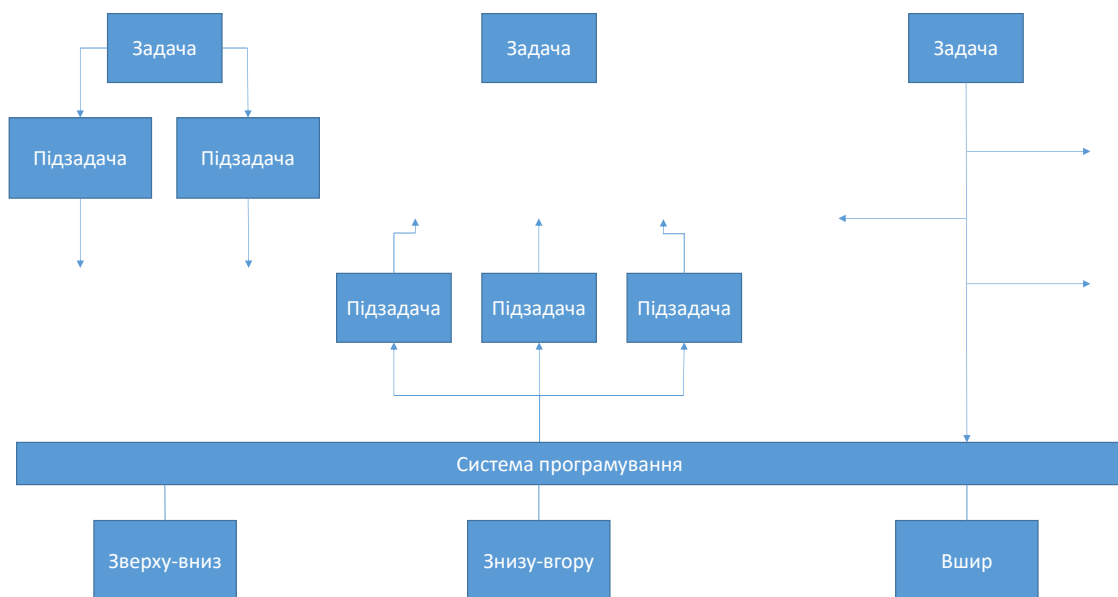 Задача
Задача
Задача
Підзадача
Підзадача
Підзадача
Підзадача
Підзадача
Система програмування
Зверху-вниз
Знизу-вгору
Вшир